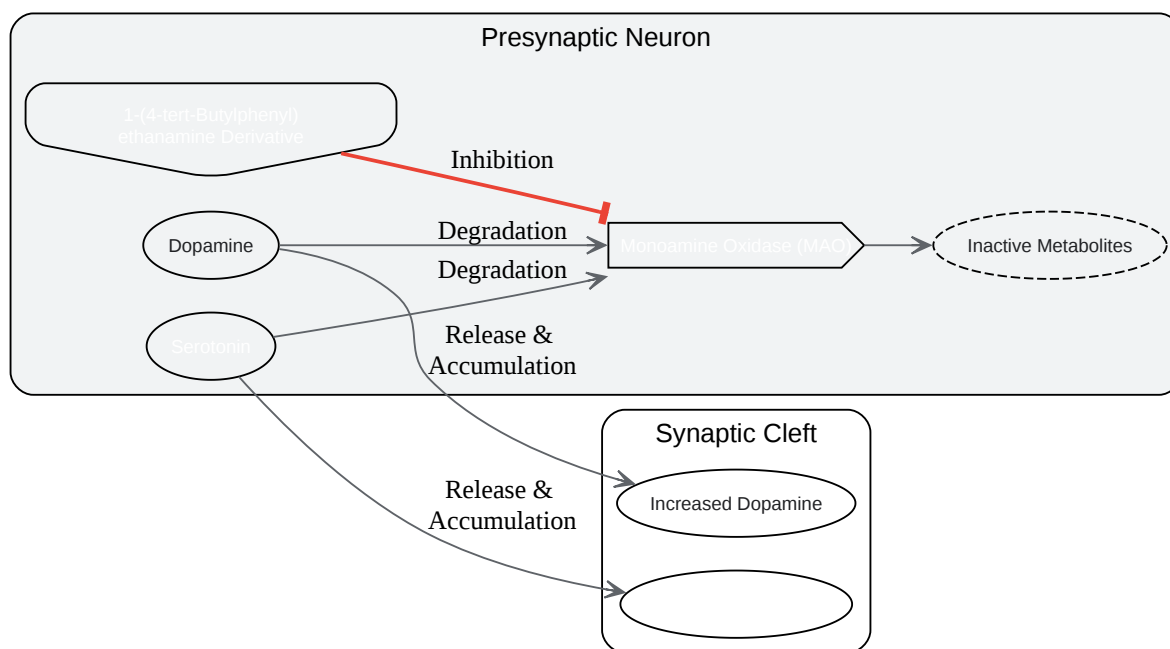 Presynaptic Neuron
1-(4-tert-Butylphenyl)
ethanamine Derivative
Inhibition
Dopamine
Degradation
Monoamine Oxidase (MAO)
Inactive Metabolites
Degradation
Serotonin
Release &
Accumulation
Synaptic Cleft
Increased Dopamine
Release &
Accumulation